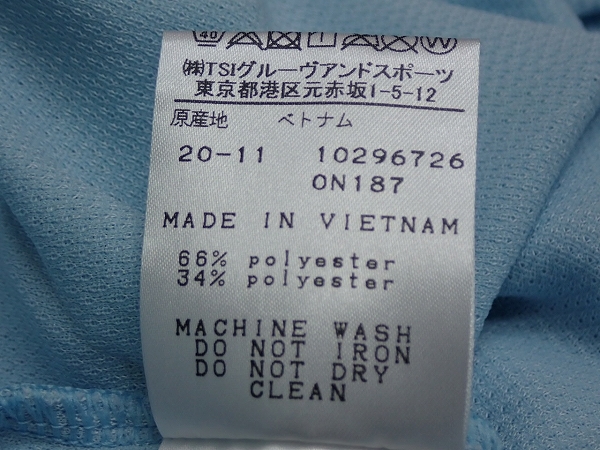 40
(株)TSIグルーヴアンドスポーツ
東京都港区元赤坂1-5-12
原産地 ベトナム
20-11 10296726
0N187
MADE IN VIETNAM
66% polyester
34% polyester
MACHINE WASH
DO NOT IRON
DO NOT DRY
CLEAN